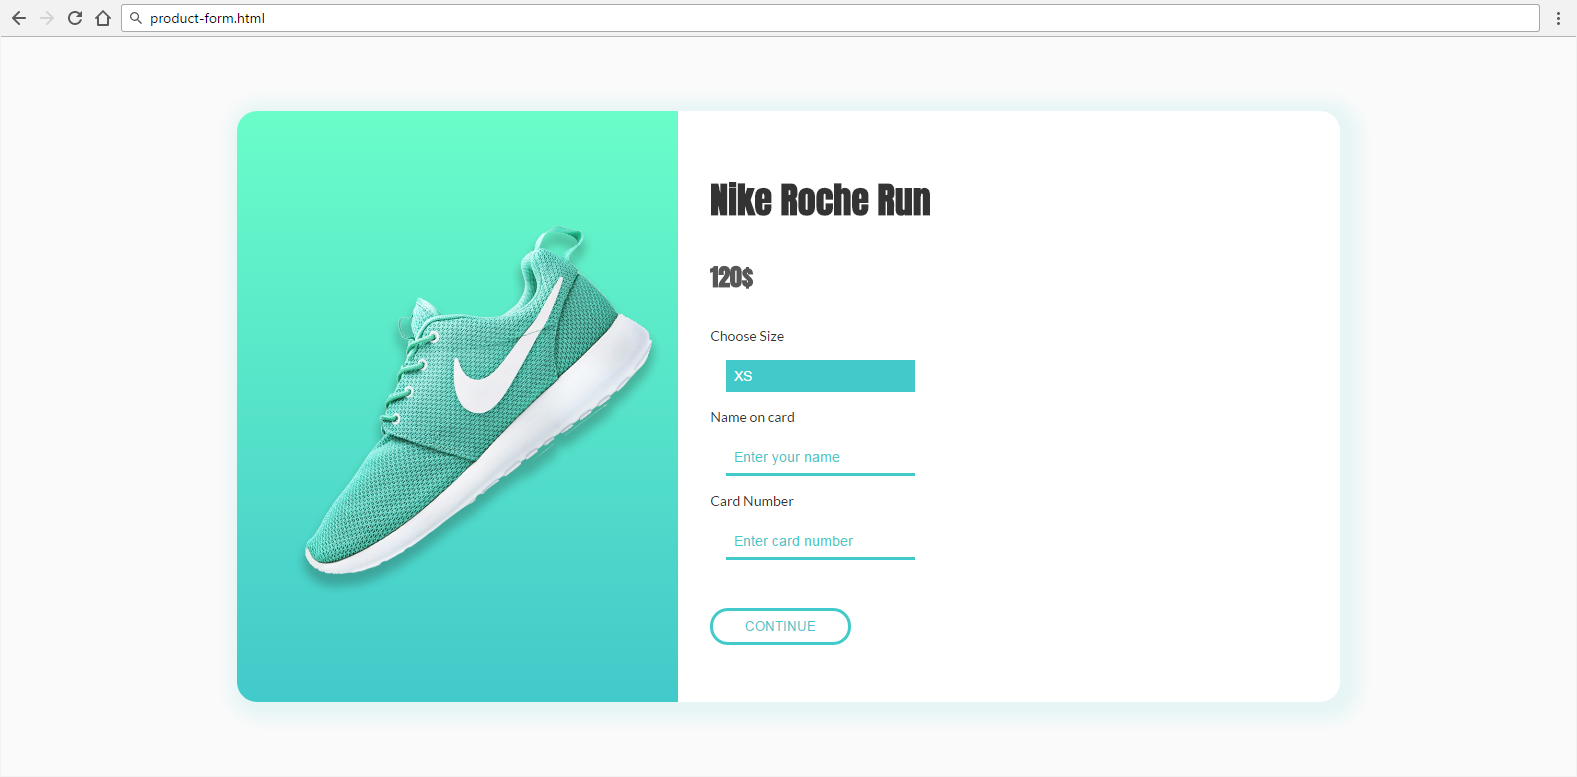 product-form.html
Nike Roche Run
120$
Choose Size
XS
Name on card
Enter your name
Card Number
Enter card number
CONTINUE